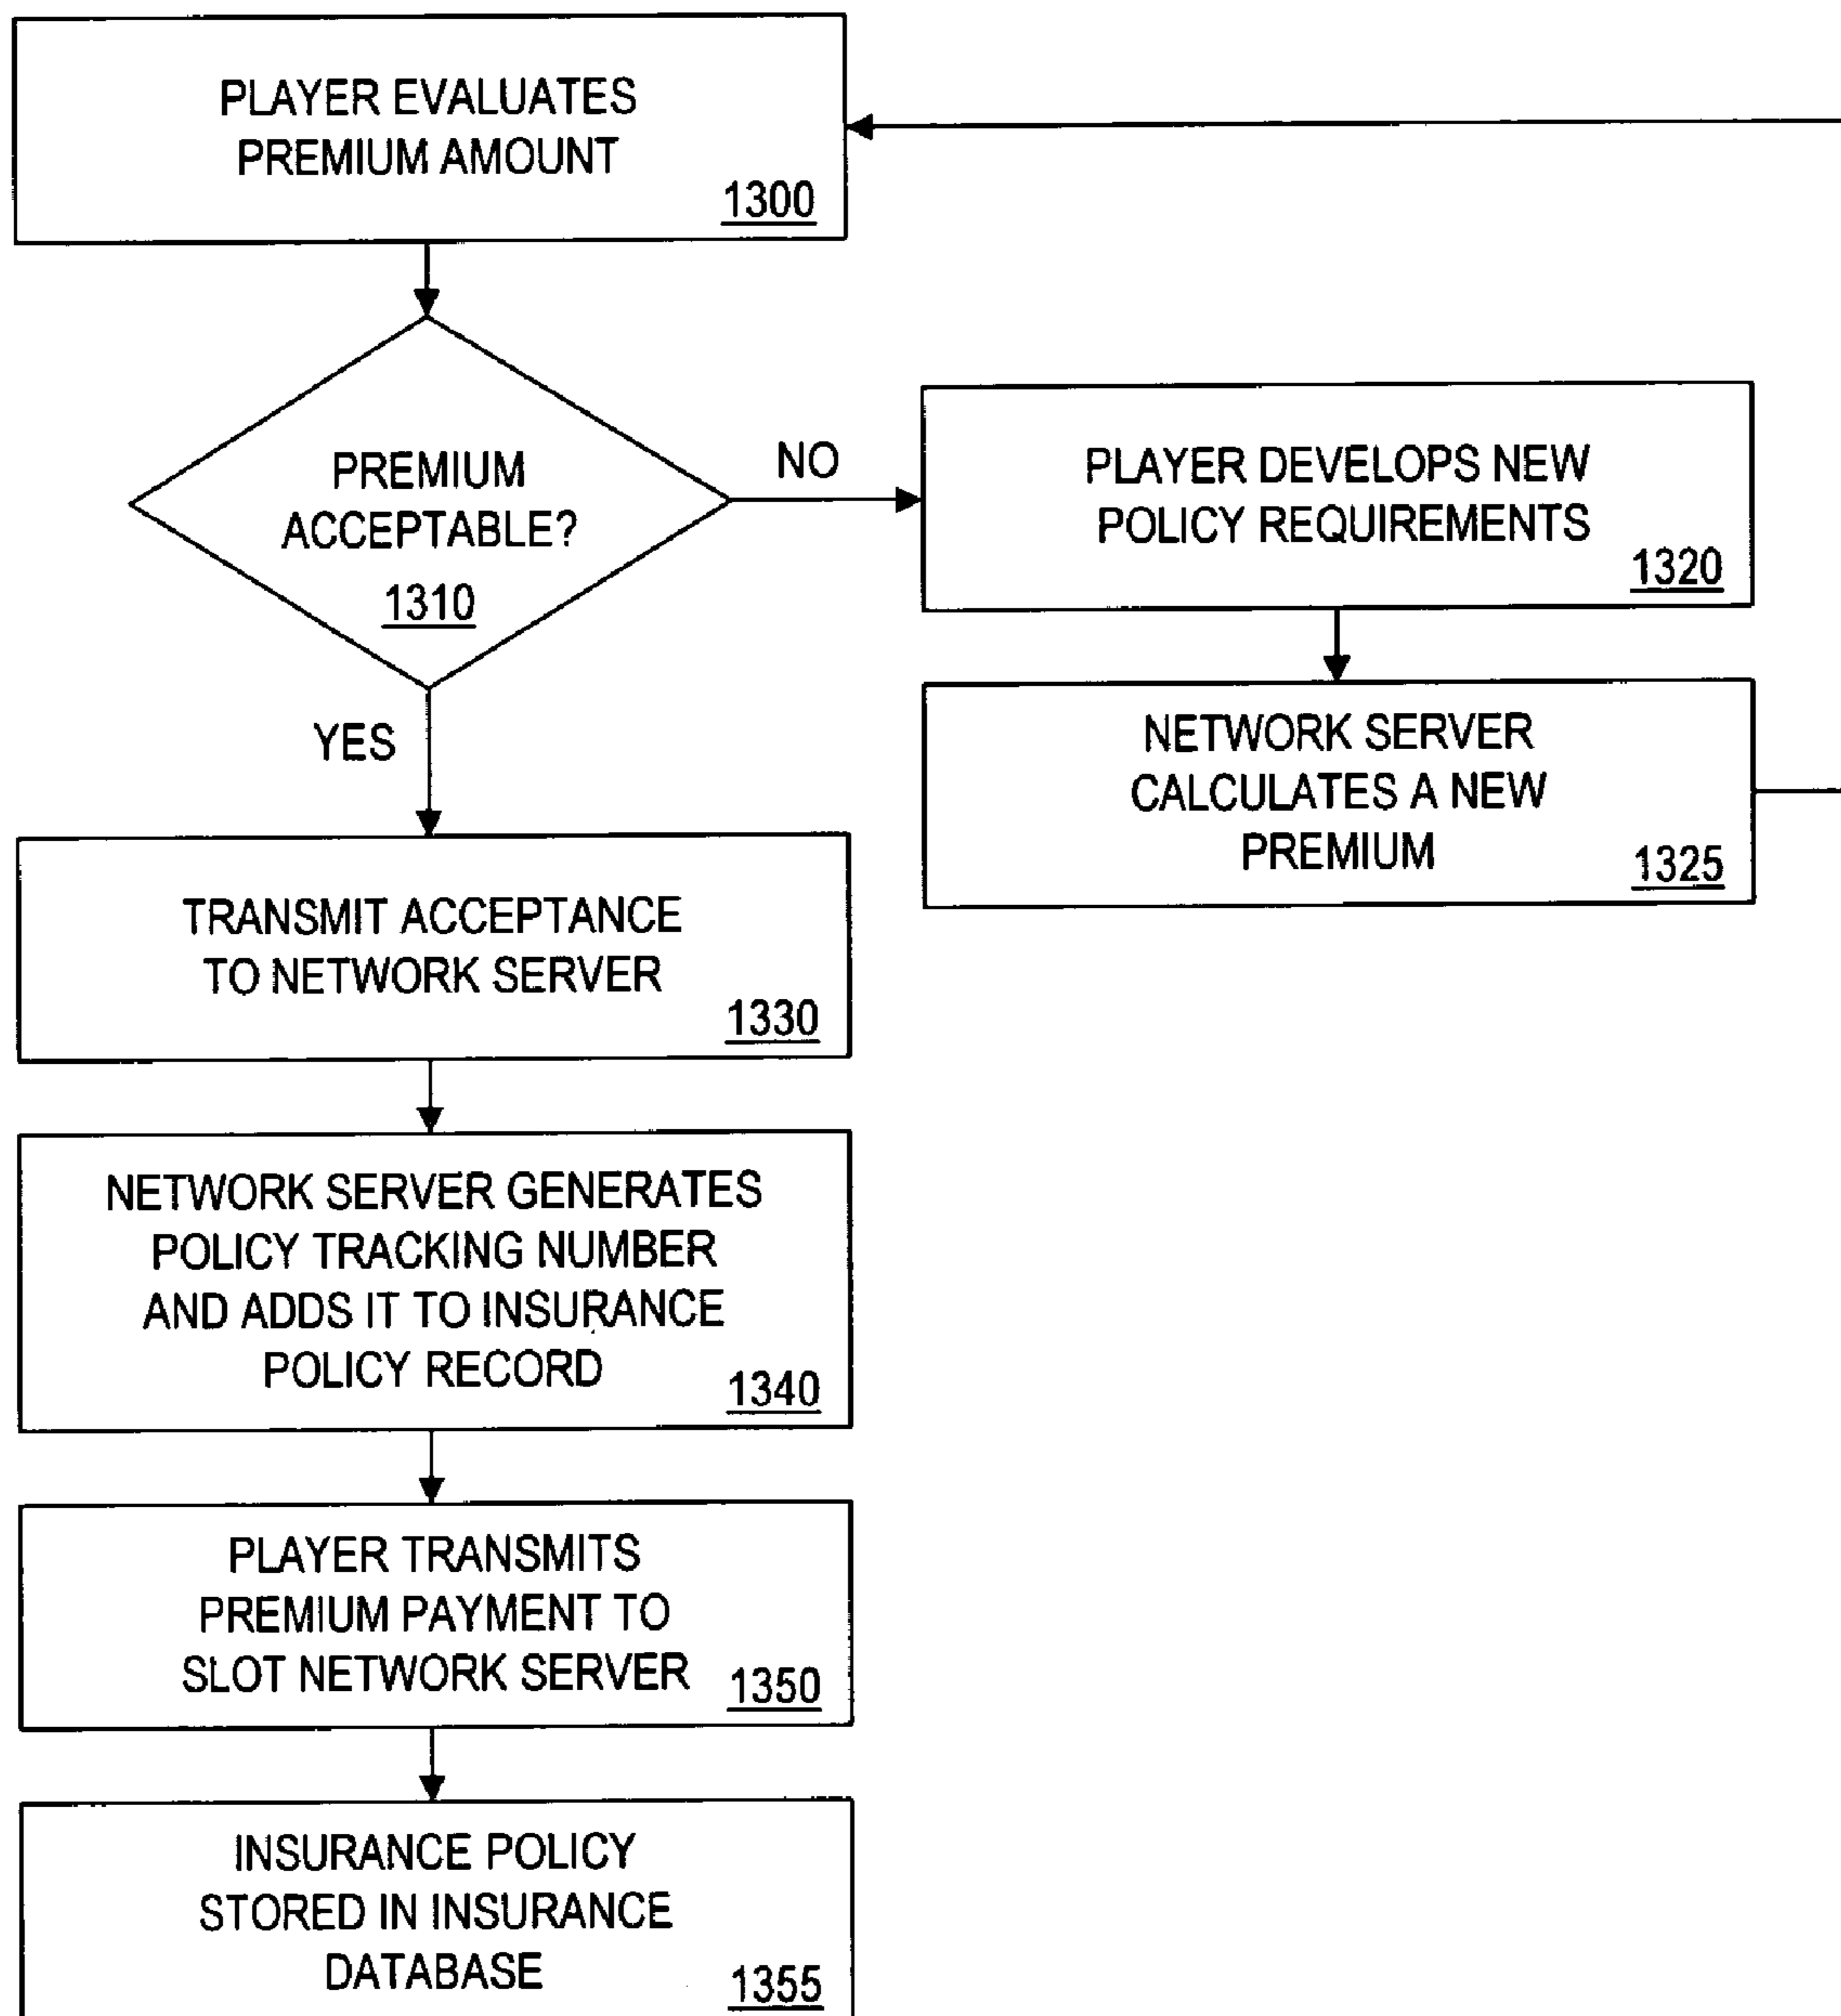 PLAYER EVALUATES
PREMIUM AMOUNT
1300
PREMIUM
ACCEPTABLE?
1310
NO
PLAYER DEVELOPS NEW
POLICY REQUIREMENTS
1320
NETWORK SERVER
CALCULATES A NEW
PREMIUM
1325
YES
TRANSMIT ACCEPTANCE
TO NETWORK SERVER
1330
NETWORK SERVER GENERATES
POLICY TRACKING NUMBER
AND ADDS IT TO INSURANCE
POLICY RECORD
1340
PLAYER TRANSMITS
PREMIUM PAYMENT TO
SLOT NETWORK SERVER
1350
INSURANCE POLICY
STORED IN INSURANCE
DATABASE
1355